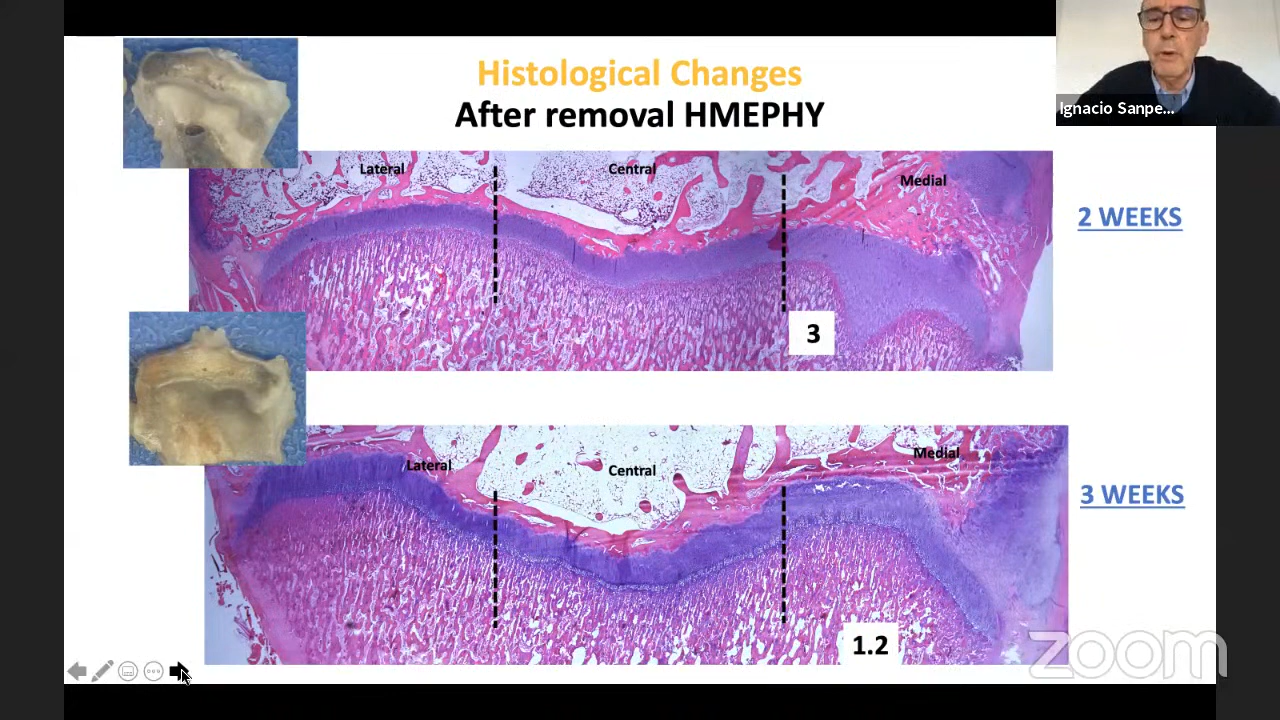 Histological Changes
After removal HMEPHY
Ignacio Sanpe...
Lateral
Central
Medial
2 WEEKS
3
Lateral
Central
Medial
3 WEEKS
1.2
zoom